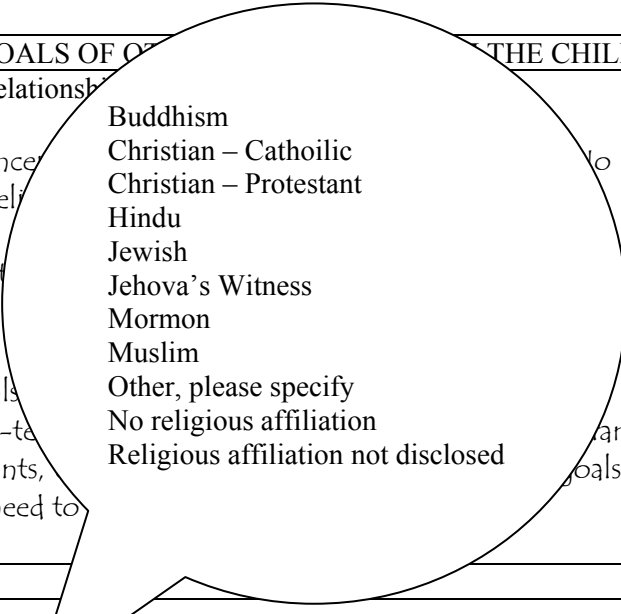 OALS OF THE CHIL
elationsh
Buddhism
Christian – Cathoilic
Christian – Protestant
Hindu
Jewish
Jehova's Witness
Mormon
Muslim
Other, please specify
No religious affiliation
Religious affiliation not disclosed
nts, goals
eed to